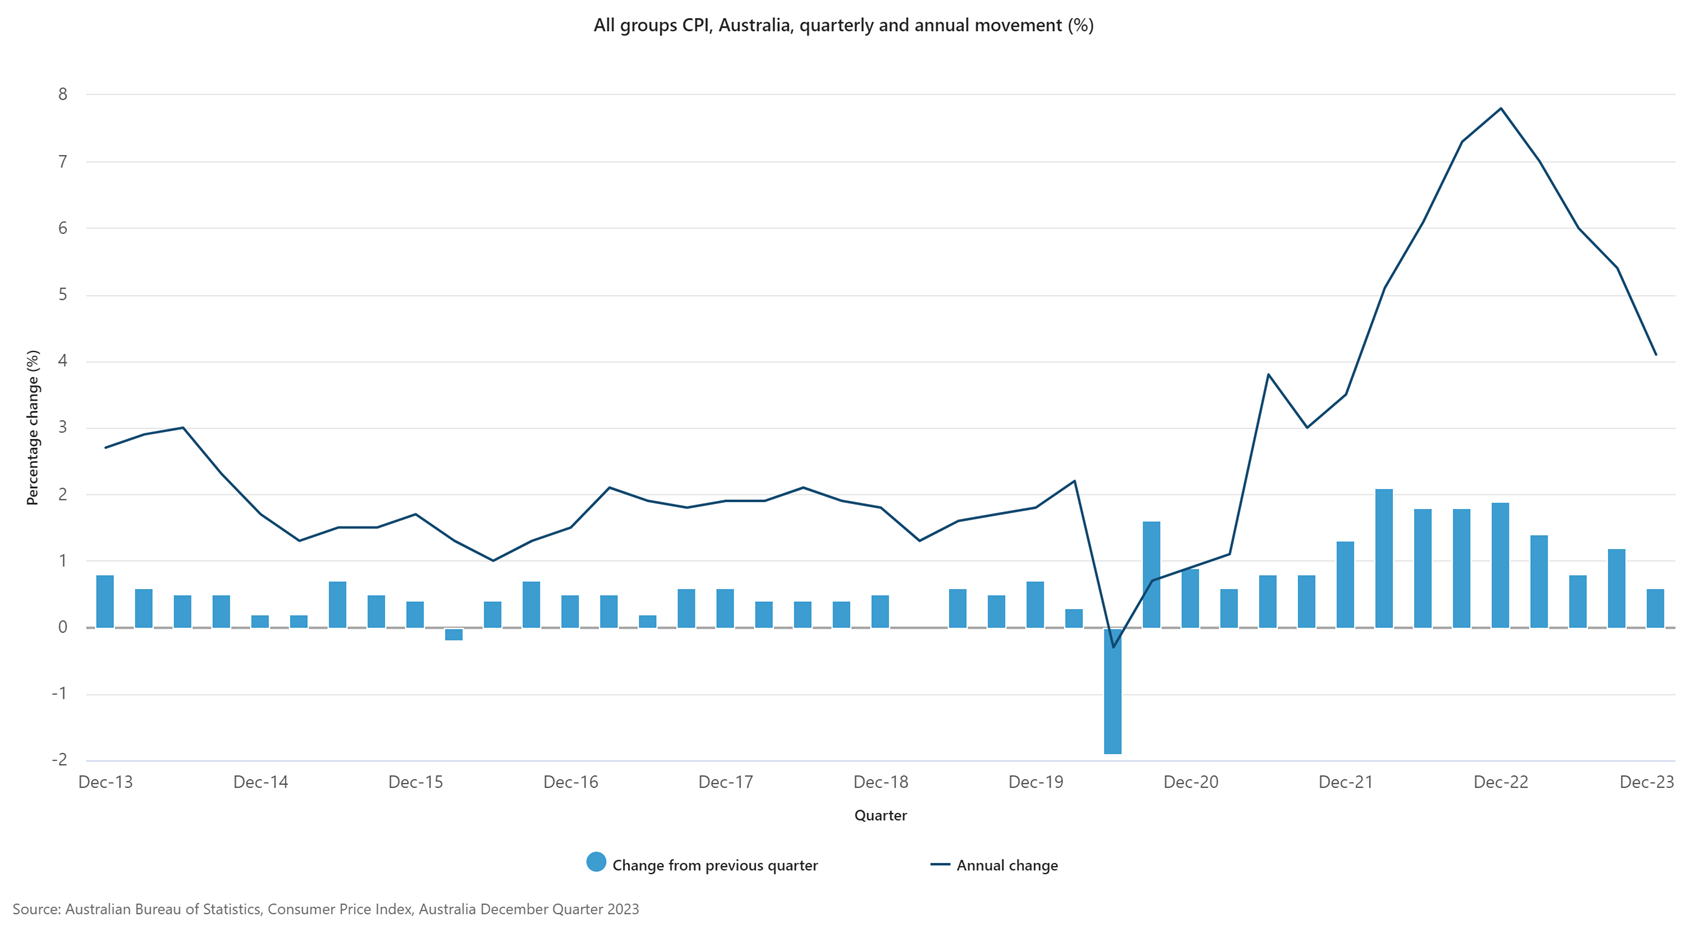 All groups CPI, Australia, quarterly and annual movement (%)
8
7
6
5
4
3
2
1
0
-1
-2
Percentage change (%)
Dec-13 Dec-14 Dec-15 Dec-16 Dec-17 Dec-18 Dec-19 Dec-20 Dec-21 Dec-22 Dec-23
Quarter
Change from previous quarter Annual change
Source: Australian Bureau of Statistics, Consumer Price Index, Australia December Quarter 2023